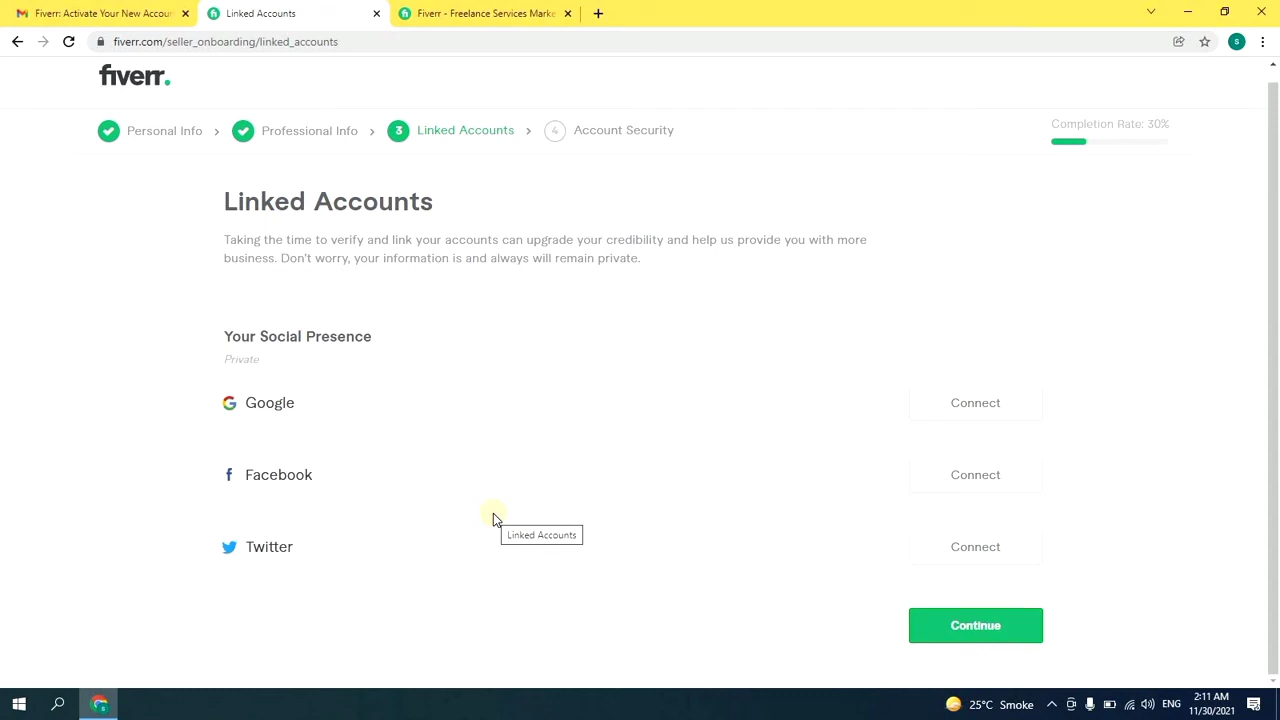 Fiverr: Activate Your New Accoun
Linked Accounts
Fiverr - Freelance Services Marke
fiverr.com/seller_onboarding/linked_accounts
s
fiverr.
Personal Info
Professional Info
3 Linked Accounts
4 Account Security
Completion Rate: 30%
Linked Accounts
Taking the time to verify and link your accounts can upgrade your credibility and help us provide you with more
business. Don't worry, your information is and always will remain private.
Your Social Presence
Private
Google
Connect
Facebook
Connect
Linked Accounts
Twitter
Connect
Continue
25°C Smoke
ENG
2:11 AM
11/30/2021